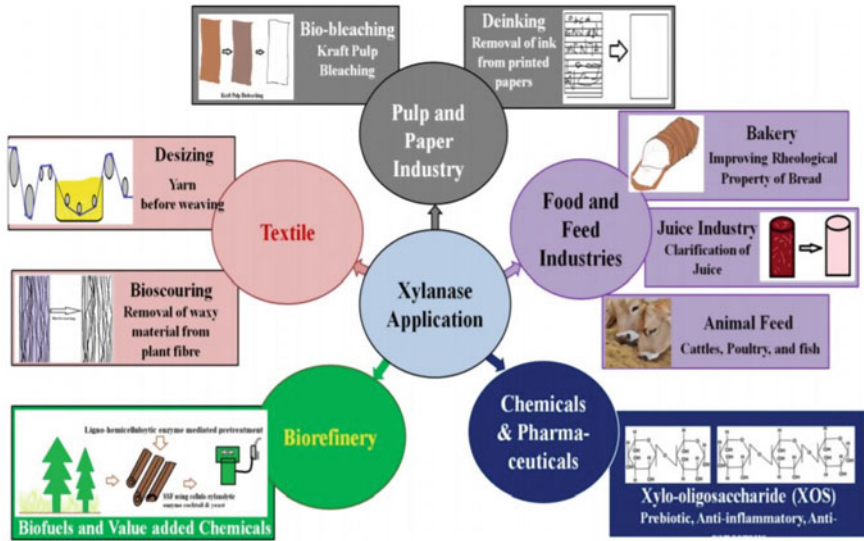 Bio-bleaching
Kraft Pulp
Bleaching
Kraft Pulp Biobleaching
Deinking
Removal of ink
from printed
papers
Pulp and
Paper
Industry
Desizing
Yarn
before weaving
Textile
Bioscouring
Removal of waxy
material from
plant fibre
Food and
Feed
Industries
Bakery
Improving Rheological
Property of Bread
Juice Industry
Clarification of
Juice
Animal Feed
Cattles, Poultry, and fish
Xylanase
Application
Biorefinery
Ligno-hemicellulolytic enzyme mediated pretreatment
SSF using cellulo-xylanolytic
enzyme cocktail & yeast
Biofuels and Value added Chemicals
Chemicals
& Pharma-
ceuticals
Xylo-oligosaccharide (XOS)
Prebiotic, Anti-inflammatory, Anti-